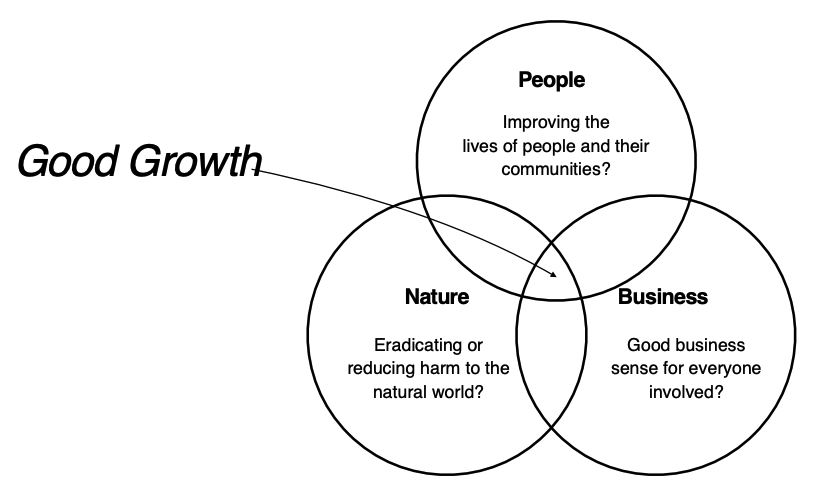 People
Improving the
lives of people and their
communities?
Good Growth
Nature
Eradicating or
reducing harm to the
natural world?
Business
Good business
sense for everyone
involved?